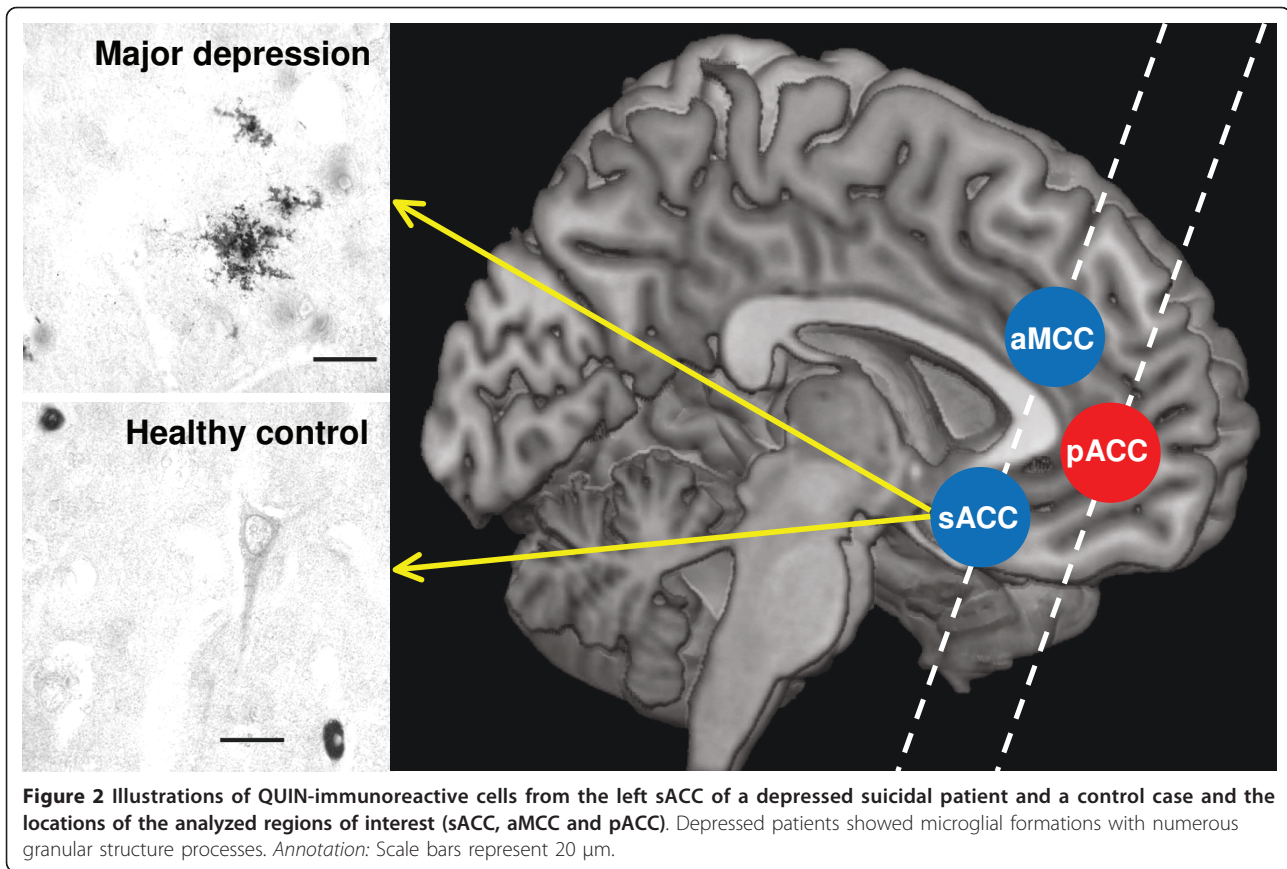 Major depression
Healthy control
aMCC
pACC
sACC
Figure 2 Illustrations of QUIN-immunoreactive cells from the left sACC of a depressed suicidal patient and a control case and the
locations of the analyzed regions of interest (sACC, aMCC and pACC). Depressed patients showed microglial formations with numerous
granular structure processes. Annotation: Scale bars represent 20 μm.